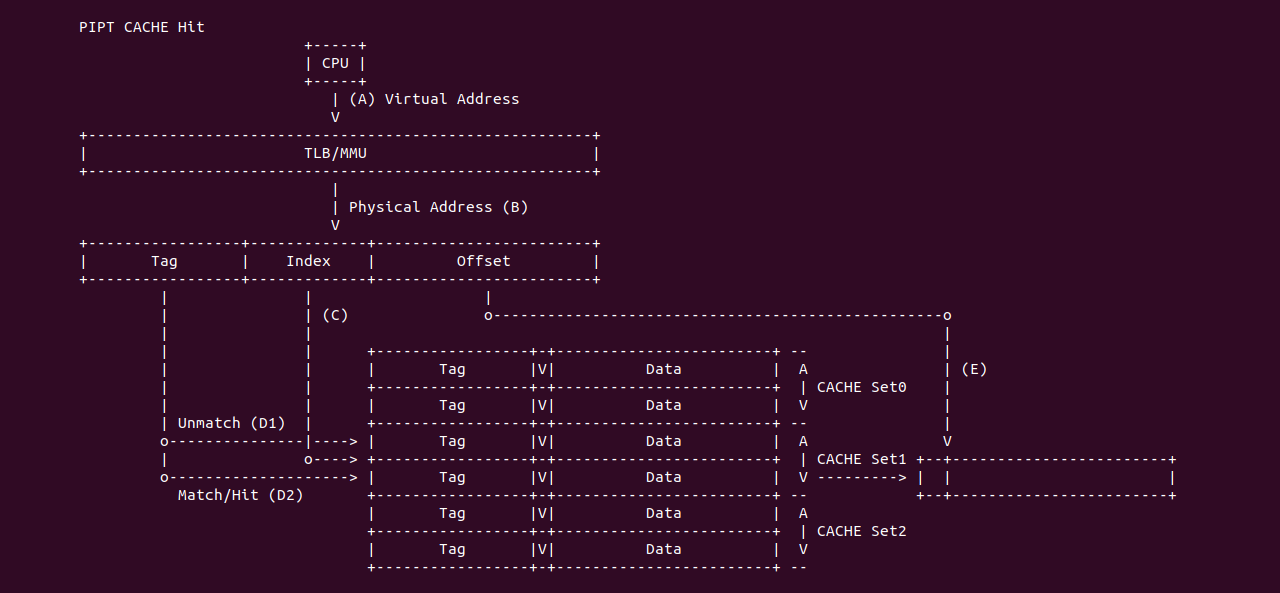 PIPT CACHE Hit
                         +-----+
                         | CPU |
                         +-----+
                            | (A) Virtual Address
                            V
+--------------------------------------------------------+
|                        TLB/MMU                         |
+--------------------------------------------------------+
                            |
                            | Physical Address (B)
                            V
+-----------------+-------------+------------------------+
|       Tag       |    Index    |         Offset         |
+-----------------+-------------+------------------------+
         |               |                   |
         |               | (C)               o--------------------------------------------------o
         |               |                                                                      |
         |               |      +-----------------+-+------------------------+ --               |
         |               |      |       Tag       |V|          Data          |  A               | (E)
         |               |      +-----------------+-+------------------------+  | CACHE Set0    |
         |               |      |       Tag       |V|          Data          |  V               |
         | Unmatch (D1)  |      +-----------------+-+------------------------+ --               |
         o---------------|----> |       Tag       |V|          Data          |  A               V
         |               o----> +-----------------+-+------------------------+  | CACHE Set1 +--+------------------------+
         o--------------------> |       Tag       |V|          Data          |  V ---------> |  |                        |
           Match/Hit (D2)       +-----------------+-+------------------------+ --            +--+------------------------+
                                |       Tag       |V|          Data          |  A
                                +-----------------+-+------------------------+  | CACHE Set2
                                |       Tag       |V|          Data          |  V
                                +-----------------+-+------------------------+ --